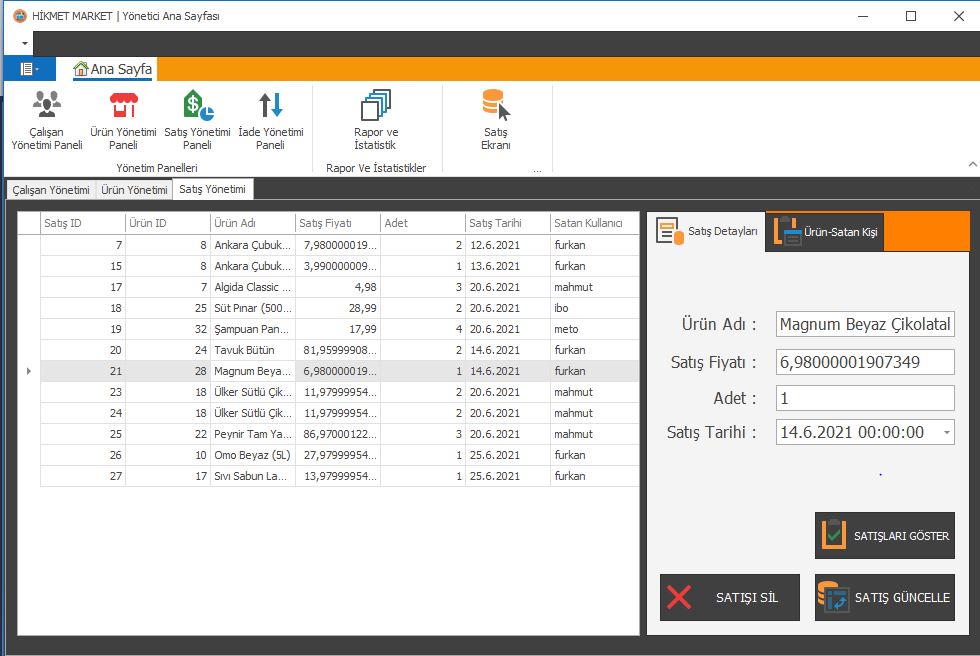 HİKMET MARKET | Yönetici Ana Sayfası
Ana Sayfa
Çalışan Yönetimi Paneli
Ürün Yönetimi Paneli
Satış Yönetimi Paneli
İade Yönetimi Paneli
Rapor ve İstatistik
Satış Ekranı
Yönetim Panelleri
Rapor Ve İstatistikler
...
Çalışan Yönetimi
Ürün Yönetimi
Satış Yönetimi
Satış ID Ürün ID Ürün Adı Satış Fiyatı Adet Satış Tarihi Satan Kullanıcı
7 8 Ankara Çubuk... 7,980000019... 2 12.6.2021 furkan
15 8 Ankara Çubuk... 3,990000009... 1 13.6.2021 furkan
17 7 Algida Classic ... 4,98 3 20.6.2021 mahmut
18 25 Süt Pınar (500... 28,99 2 20.6.2021 ibo
19 32 Şampuan Pan... 17,99 4 20.6.2021 meto
20 24 Tavuk Bütün 81,95999908... 2 14.6.2021 furkan
21 28 Magnum Beya... 6,980000019... 1 14.6.2021 furkan
23 18 Ülker Sütlü Çik... 11,97999954... 2 20.6.2021 mahmut
24 18 Ülker Sütlü Çik... 11,97999954... 2 20.6.2021 mahmut
25 22 Peynir Tam Ya... 86,97000122... 3 20.6.2021 mahmut
26 10 Omo Beyaz (5L) 27,97999954... 1 25.6.2021 furkan
27 17 Sıvı Sabun La... 13,97999954... 1 25.6.2021 furkan
Satış Detayları
Ürün-Satan Kişi
Ürün Adı : Magnum Beyaz Çikolatal
Satış Fiyatı : 6,98000001907349
Adet : 1
Satış Tarihi : 14.6.2021 00:00:00
SATIŞLARI GÖSTER
SATIŞI SİL
SATIŞ GÜNCELLE